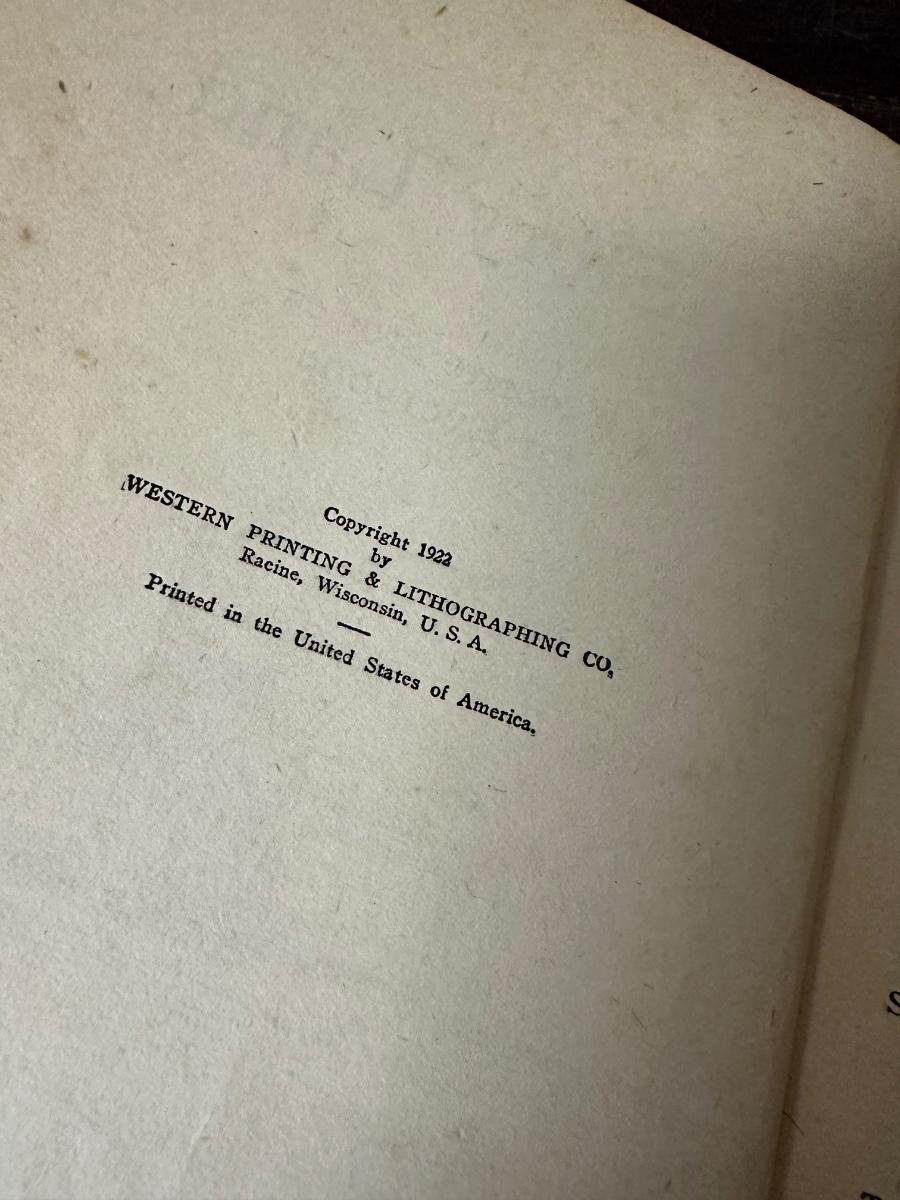 Copyright 1922
by
WESTERN PRINTING & LITHOGRAPHING CO.
Racine, Wisconsin, U. S. A.
Printed in the United States of America.
S